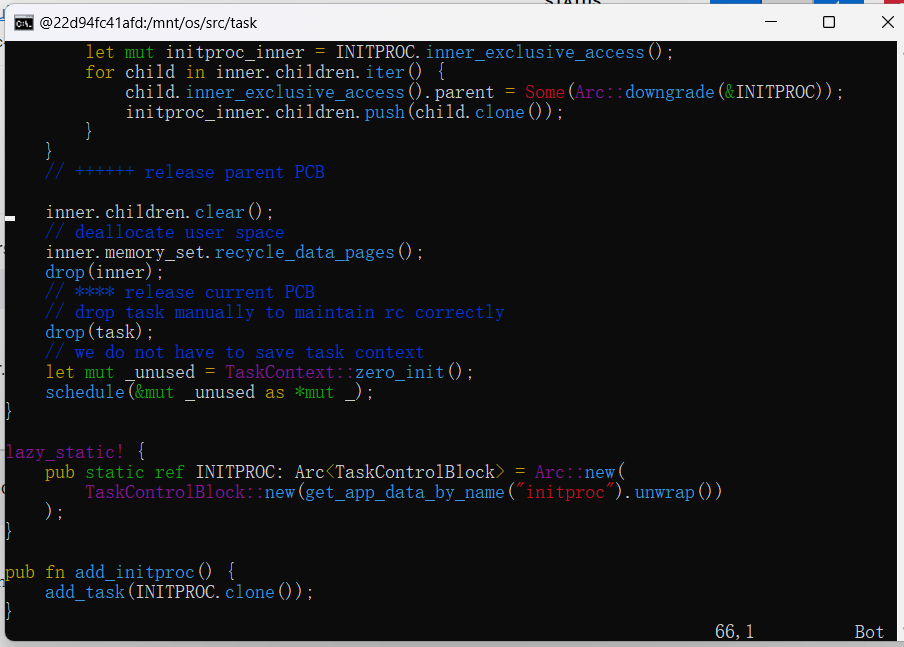 @22d94fc41afd:/mnt/os/src/task
        let mut initproc_inner = INITPROC.inner_exclusive_access();
        for child in inner.children.iter() {
            child.inner_exclusive_access().parent = Some(Arc::downgrade(&INITPROC));
            initproc_inner.children.push(child.clone());
        }
    }
    // ++++++ release parent PCB
    inner.children.clear();
    // deallocate user space
    inner.memory_set.recycle_data_pages();
    drop(inner);
    // **** release current PCB
    // drop task manually to maintain rc correctly
    drop(task);
    // we do not have to save task context
    let mut _unused = TaskContext::zero_init();
    schedule(&mut _unused as *mut _);
}
lazy_static! {
    pub static ref INITPROC: Arc<TaskControlBlock> = Arc::new(
        TaskControlBlock::new(get_app_data_by_name("initproc").unwrap())
    );
}
pub fn add_initproc() {
    add_task(INITPROC.clone());
}
66,1 Bot